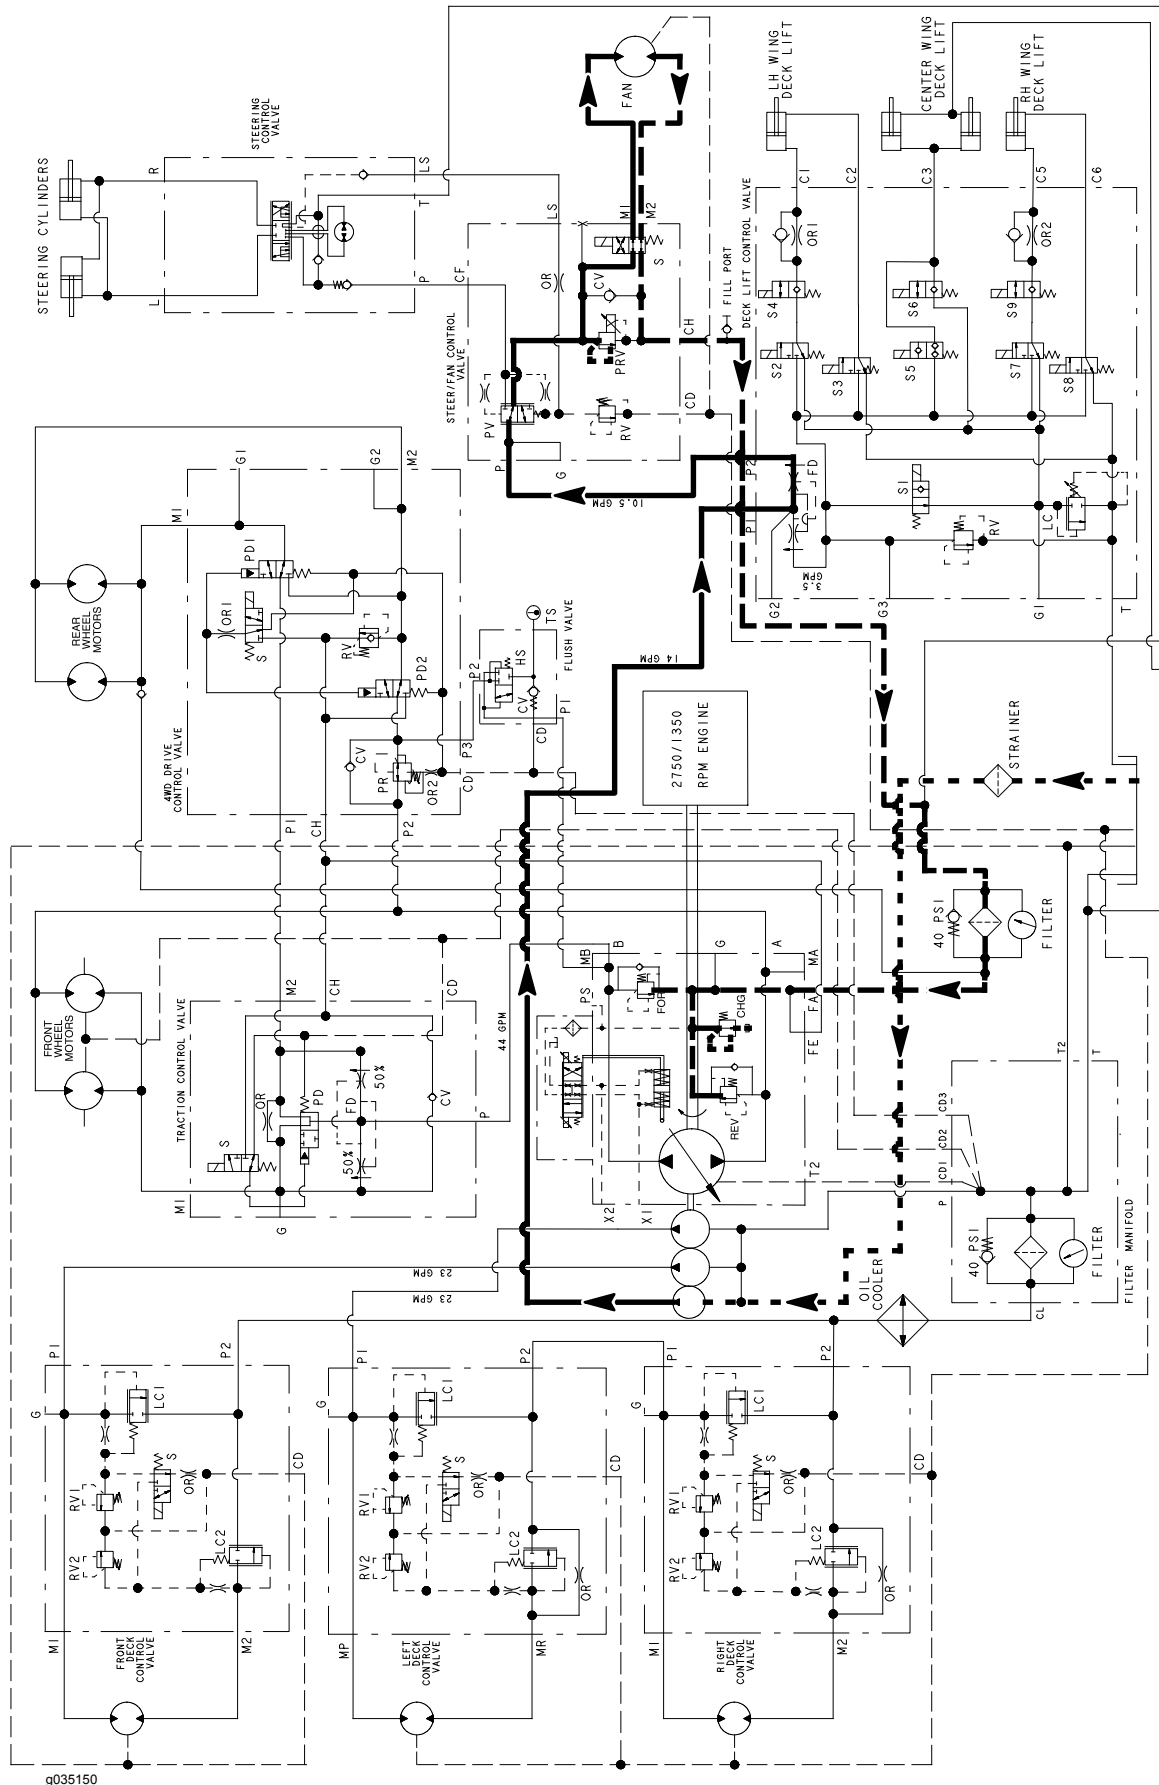 STEERING CYLINDERS
L
R
STEERING
CONTROL
VALVE
P
T
LS
FAN
LH WING
DECK LIFT
CENTER WING
DECK LIFT
RH WING
DECK LIFT
C1
C2
C3
C5
C6
DECK LIFT CONTROL VALVE
OR1
OR2
S4
S6
S9
S2
S3
S5
S7
S8
S1
LC
RV
FD
P1
P2
3.5
GPM
G2
G3
G1
T
STEER/FAN CONTROL
VALVE
CF
LS
M1
M2
OR
CV
S
PRV
CH
FILL PORT
PV
RV
CD
P
G
10.5 GPM
14 GPM
REAR
WHEEL
MOTORS
M1
G1
G2
M2
PD1
OR1
S
RV
PD2
CV
PR
OR2
4WD DRIVE
CONTROL VALVE
P1
CH
P2
CD
P3
P2
HS
CV
TS
FLUSH VALVE
P1
CD
2750/1350
RPM ENGINE
STRAINER
40 PSI
FILTER
FRONT
WHEEL
MOTORS
TRACTION CONTROL VALVE
M2
CH
CD
OR
PD
FD
50%
50%
CV
S
M1
G
P
44 GPM
MB
B
PS
FOR
G
CHG
A
MA
FA
FE
REV
T2
X2
X1
23 GPM
23 GPM
OIL
COOLER
T2
T
CD3
CD2
CD1
P
40 PSI
FILTER
FILTER MANIFOLD
CL
P1
P2
G
LC1
RV1
S
OR
RV2
LC2
CD
M1
M2
FRONT
DECK
CONTROL
VALVE
P1
P2
G
LC1
RV1
S
OR
RV2
LC2
CD
OR
MP
MR
LEFT
DECK
CONTROL
VALVE
P1
P2
G
LC1
RV1
S
OR
RV2
LC2
CD
OR
M1
M2
RIGHT
DECK
CONTROL
VALVE
g035150